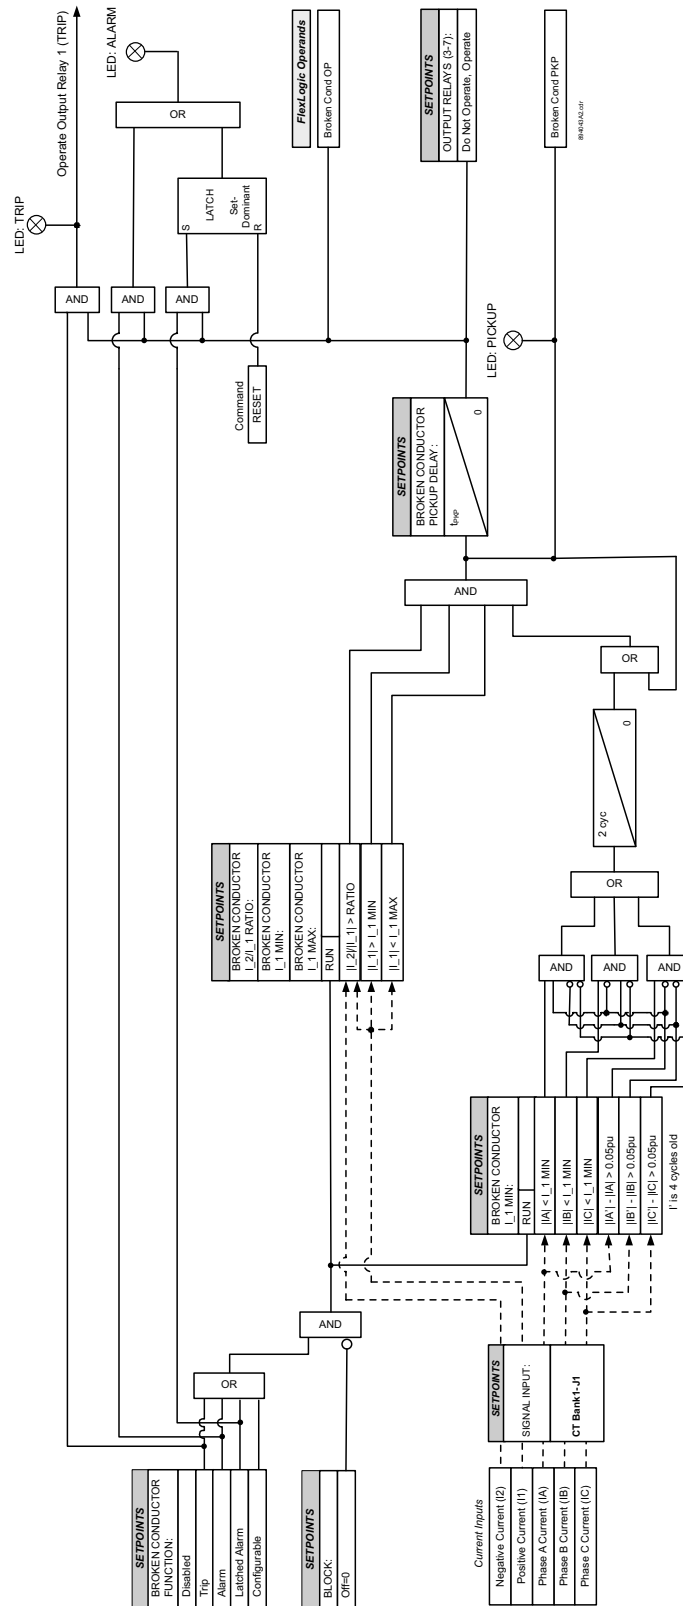 SETPOINTS
BROKEN CONDUCTOR
FUNCTION:
Disabled
Trip
Alarm
Latched Alarm
Configurable
SETPOINTS
BLOCK:
Off=0
Current Inputs
Negative Current (I2)
Positive Current (I1)
Phase A Current (IA)
Phase B Current (IB)
Phase C Current (IC)
SETPOINTS
SIGNAL INPUT:
CT Bank1-J1
OR
AND
SETPOINTS
BROKEN CONDUCTOR
I_1 MIN:
RUN
|IA| < I_1 MIN
|IB| < I_1 MIN
|IC| < I_1 MIN
|IA'| - |IA| > 0.05pu
|IB'| - |IB| > 0.05pu
|IC'| - |IC| > 0.05pu
I' is 4 cycles old
SETPOINTS
BROKEN CONDUCTOR
I_2/I_1 RATIO:
BROKEN CONDUCTOR
I_1 MIN:
BROKEN CONDUCTOR
I_1 MAX:
RUN
|I_2|/|I_1| > RATIO
|I_1| > I_1 MIN
|I_1| < I_1 MAX
AND
AND
AND
OR
2 cyc
0
OR
AND
SETPOINTS
BROKEN CONDUCTOR
PICKUP DELAY :
tPKP
0
LED: PICKUP
Command
RESET
AND
AND
AND
S
LATCH
Set-
Dominant
R
OR
LED: TRIP
Operate Output Relay 1 (TRIP)
LED: ALARM
FlexLogic Operands
Broken Cond OP
SETPOINTS
OUTPUT RELAYS (3-7):
Do Not Operate, Operate
Broken Cond PKP
894043A2.cdr